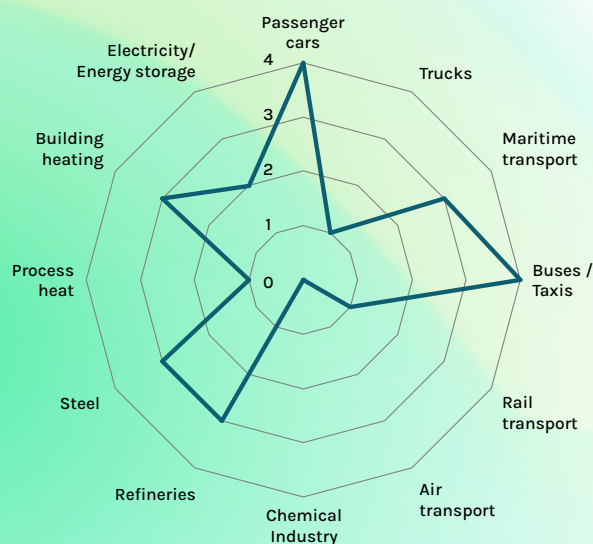 Passenger
cars
Electricity/
Energy storage
4
Trucks
3
Building
heating
Maritime
transport
2
1
Process
heat
0
Buses /
Taxis
Steel
Rail
transport
Refineries
Air
transport
Chemical
Industry